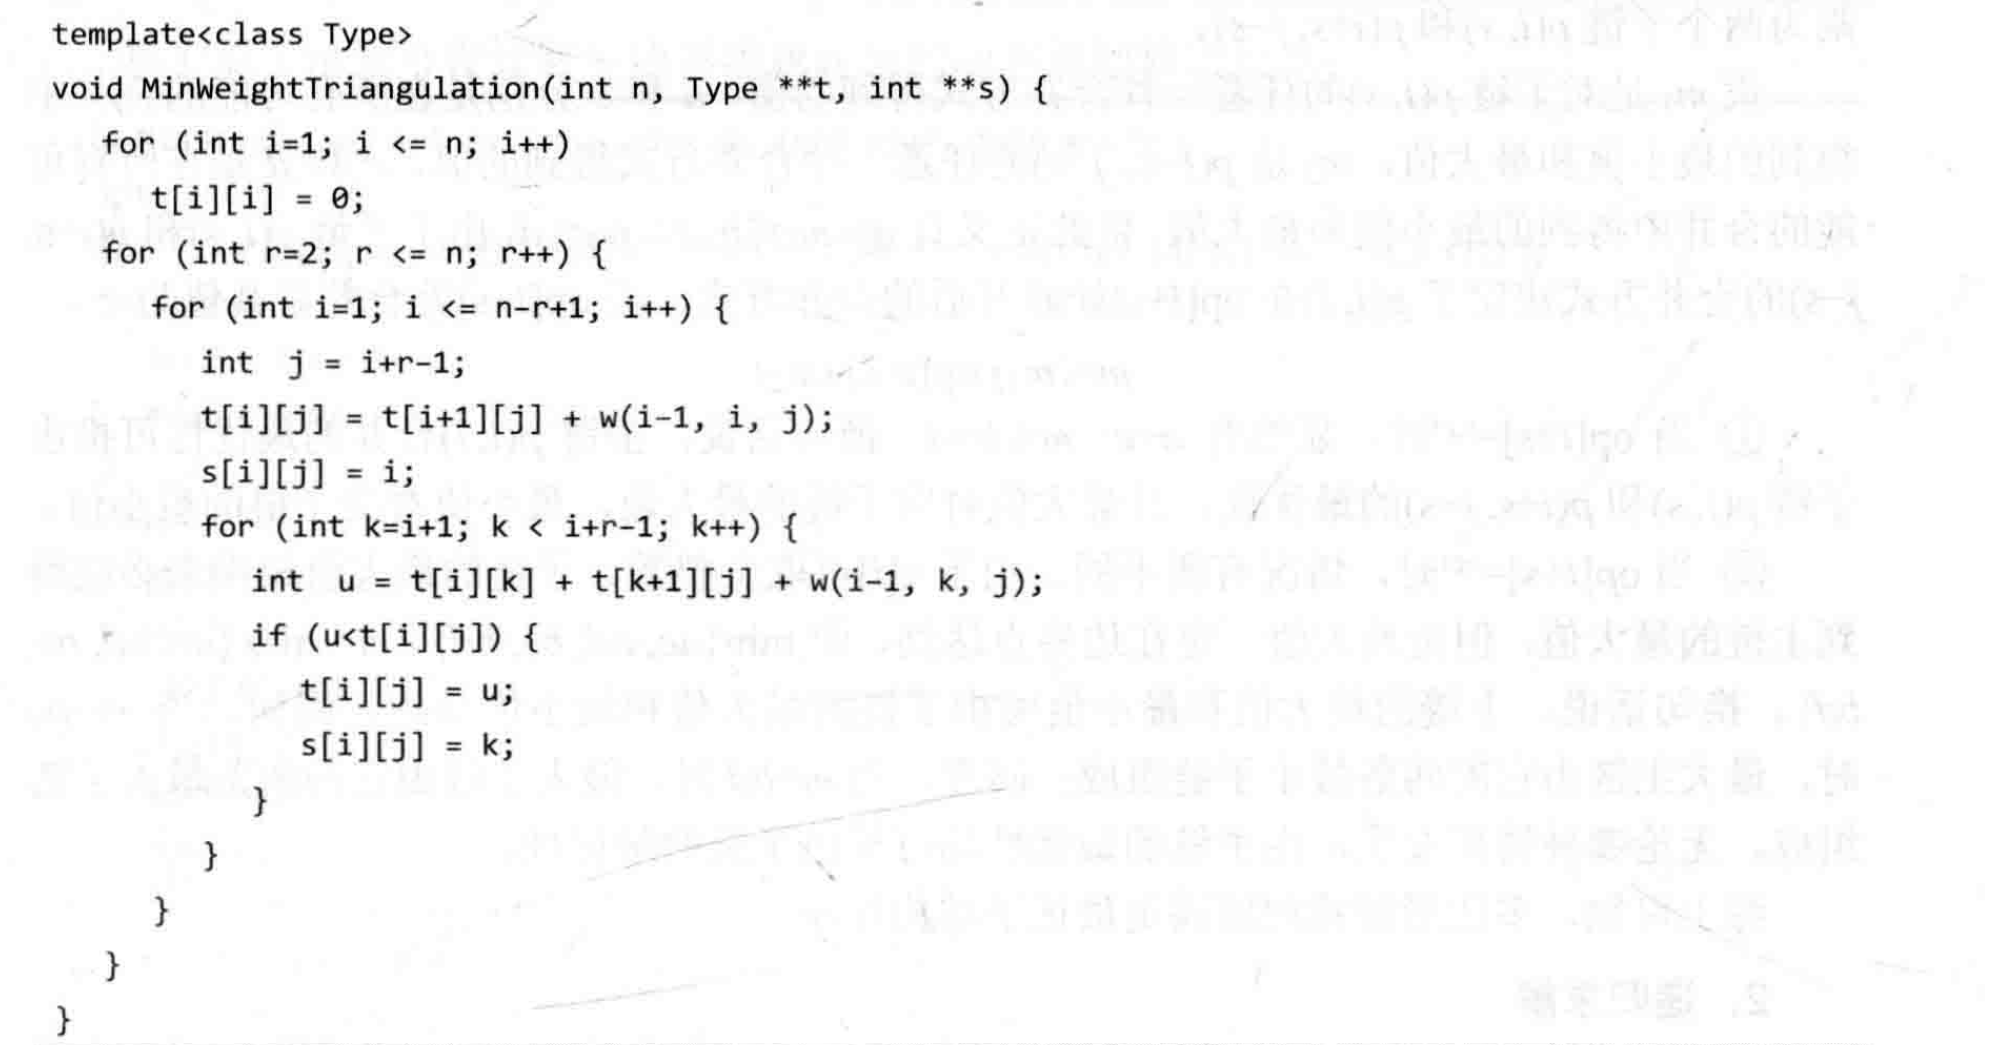 template<class Type>
void MinWeightTriangulation(int n, Type **t, int **s) {
for (int i=1; i <= n; i++)
t[i][i] = 0;
for (int r=2; r <= n; r++) {
for (int i=1; i <= n-r+1; i++) {
int j = i+r-1;
t[i][j] = t[i+1][j] + w(i-1, i, j);
s[i][j] = i;
for (int k=i+1; k < i+r-1; k++) {
int u = t[i][k] + t[k+1][j] + w(i-1, k, j);
if (u<t[i][j]) {
t[i][j] = u;
s[i][j] = k;
}
}
}
}
}